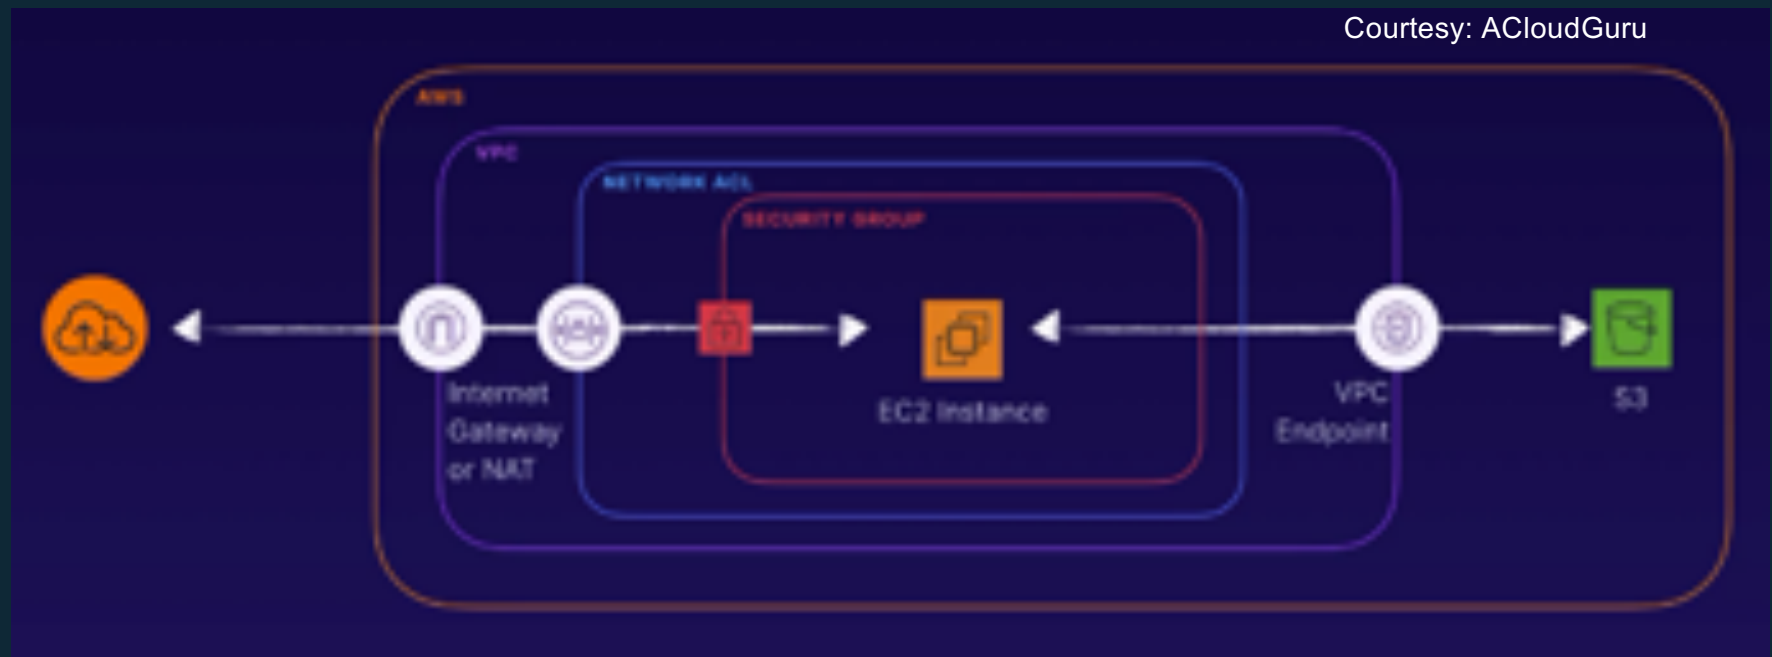 Courtesy: ACloudGuru
AWS
VPC
NETWORK ACL
SECURITY GROUP
Internet
Gateway
or NAT
EC2 Instance
VPC
Endpoint
S3